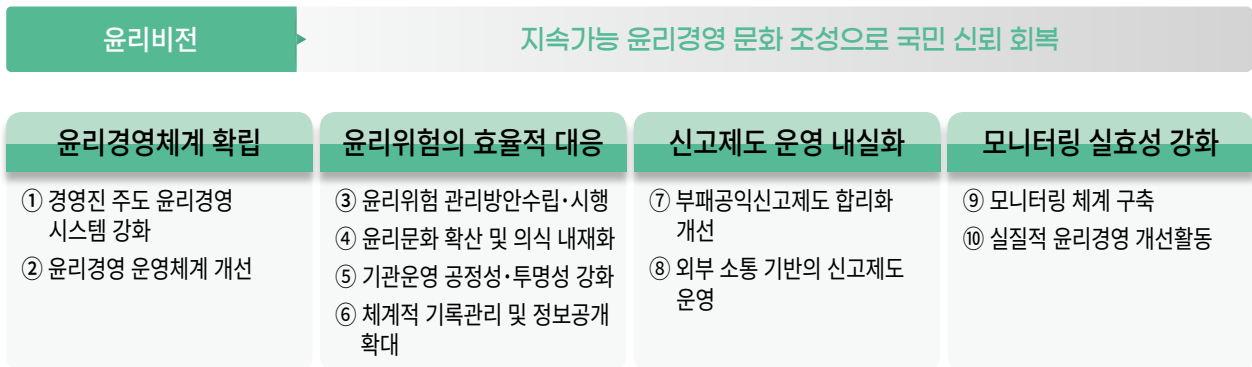 윤리비전
지속가능 윤리경영 문화 조성으로 국민 신뢰 회복
윤리경영체계 확립
① 경영진 주도 윤리경영
시스템 강화
② 윤리경영 운영체계 개선
윤리위험의 효율적 대응
③ 윤리위험 관리방안수립·시행
④ 윤리문화 확산 및 의식 내재화
⑤ 기관운영 공정성·투명성 강화
⑥ 체계적 기록관리 및 정보공개
확대
신고제도 운영 내실화
⑦ 부패공익신고제도 합리화
개선
⑧ 외부 소통 기반의 신고제도
운영
모니터링 실효성 강화
⑨ 모니터링 체계 구축
⑩ 실질적 윤리경영 개선활동